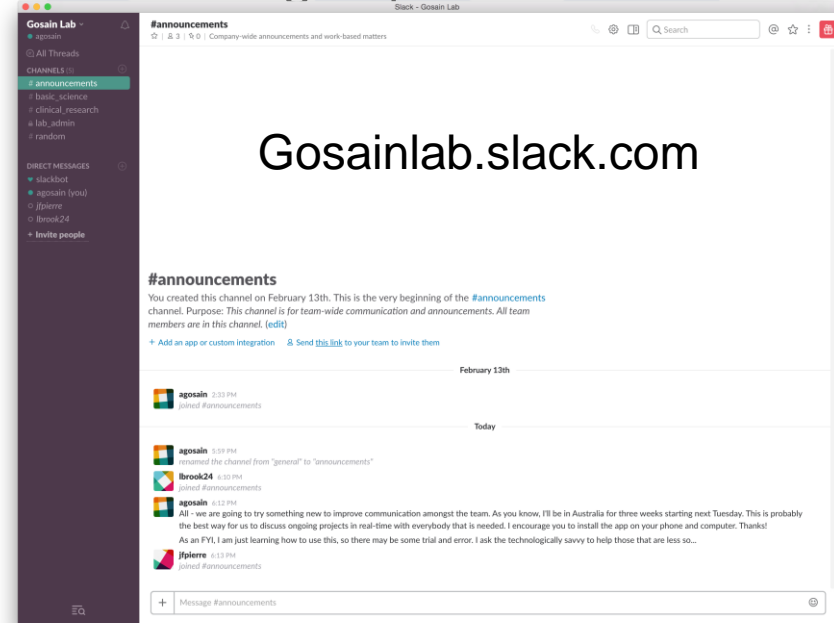 Slack - Gosain Lab
Gosain Lab
agosain
All Threads
CHANNELS (5)
# announcements
# basic_science
# clinical_research
lab_admin
# random
DIRECT MESSAGES
slackbot
agosain (you)
jfpierre
lbrook24
+ Invite people
#announcements
3 | 0 | Company-wide announcements and work-based matters
Search
Gosainlab.slack.com
#announcements
You created this channel on February 13th. This is the very beginning of the #announcements
channel. Purpose: This channel is for team-wide communication and announcements. All team
members are in this channel. (edit)
+ Add an app or custom integration Send this link to your team to invite them
February 13th
agosain 2:33 PM
joined #announcements
Today
agosain 5:59 PM
renamed the channel from "general" to "announcements"
lbrook24 6:10 PM
joined #announcements
agosain 6:12 PM
All - we are going to try something new to improve communication amongst the team. As you know, I'll be in Australia for three weeks starting next Tuesday. This is probably
the best way for us to discuss ongoing projects in real-time with everybody that is needed. I encourage you to install the app on your phone and computer. Thanks!
As an FYI, I am just learning how to use this, so there may be some trial and error. I ask the technologically savvy to help those that are less so...
jfpierre 6:13 PM
joined #announcements
+ Message #announcements